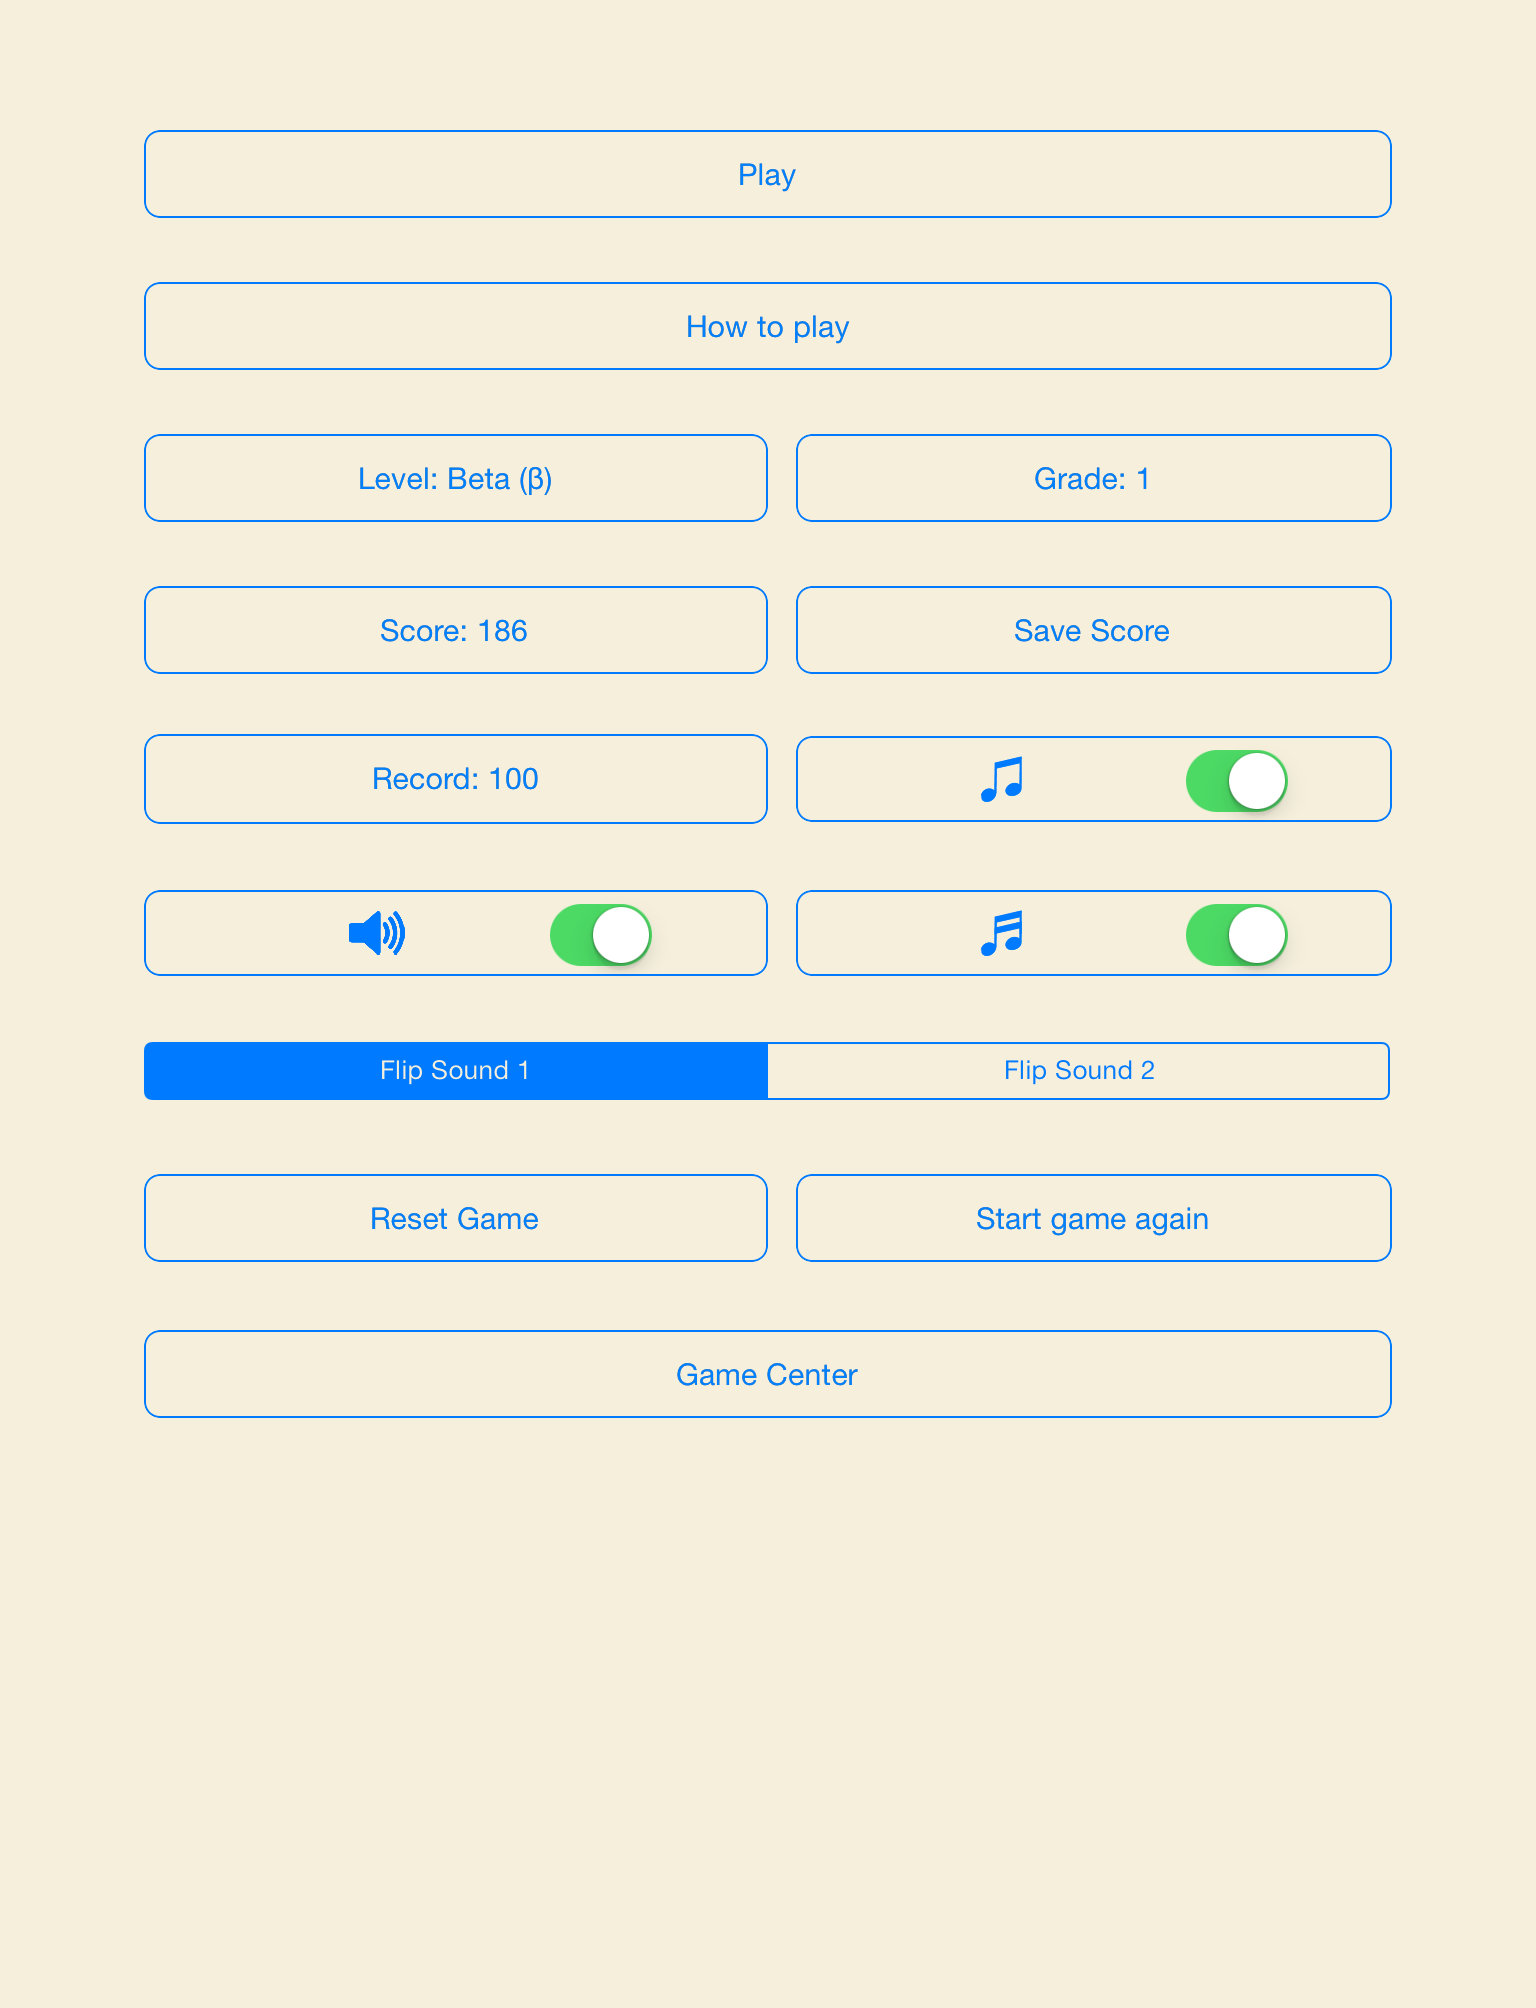 Play
How to play
Level: Beta (β)
Grade: 1
Score: 186
Save Score
Record: 100
Flip Sound 1
Flip Sound 2
Reset Game
Start game again
Game Center